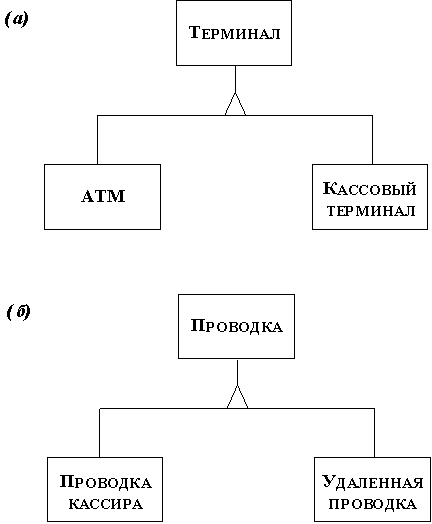 (а)
ТЕРМИНАЛ
АТМ
КАССОВЫЙ
ТЕРМИНАЛ
(б)
ПРОВОДКА
ПРОВОДКА
КАССИРА
УДАЛЕННАЯ
ПРОВОДКА